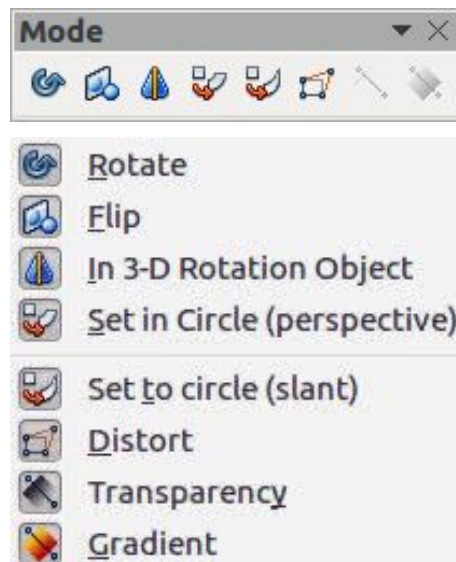 Mode
Rotate
Flip
In 3-D Rotation Object
Set in Circle (perspective)
Set to circle (slant)
Distort
Transparency
Gradient